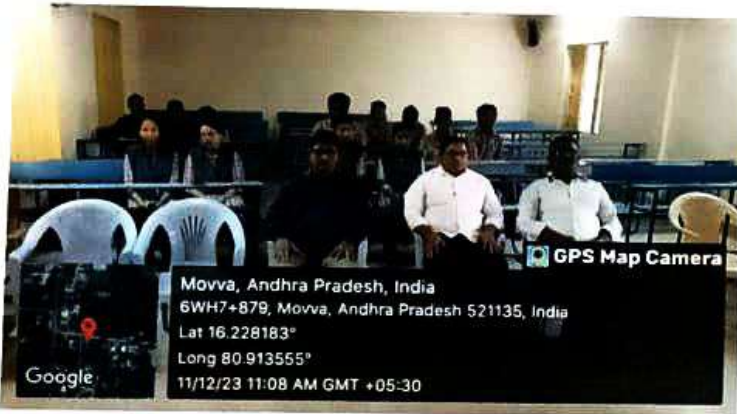 GPS Map Camera
Movva, Andhra Pradesh, India
6WH7+879, Movva, Andhra Pradesh 521135, India
Lat 16.228183°
Long 80.913555°
11/12/23 11:08 AM GMT +05:30
Google